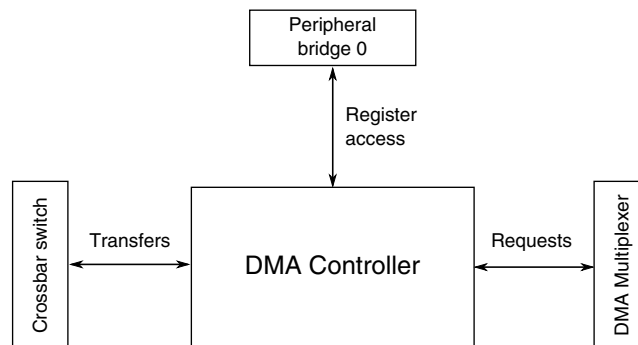 Peripheral
bridge 0
Register
access
Crossbar switch
Transfers
DMA Controller
Requests
DMA Multiplexer